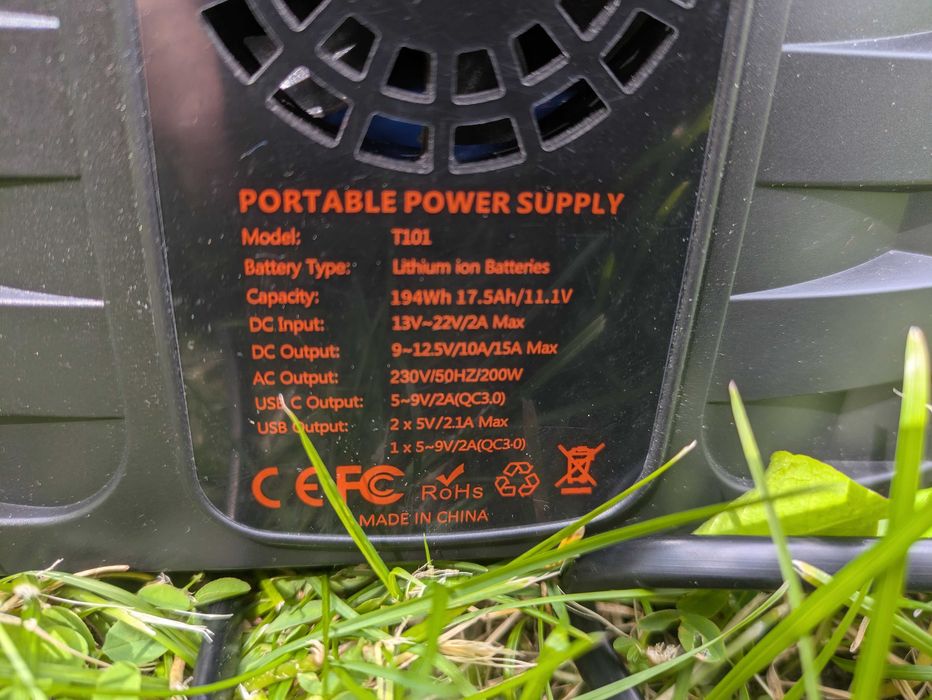 PORTABLE POWER SUPPLY
Model: T101
Battery Type: Lithium ion Batteries
Capacity: 194Wh 17.5Ah/11.1V
DC Input: 13V~22V/2A Max
DC Output: 9~12.5V/10A/15A Max
AC Output: 230V/50HZ/200W
USB C Output: 5~9V/2A(QC3.0)
USB Output: 2 x 5V/2.1A Max
1 x 5~9V/2A(QC3.0)
CE FC RoHS
MADE IN CHINA